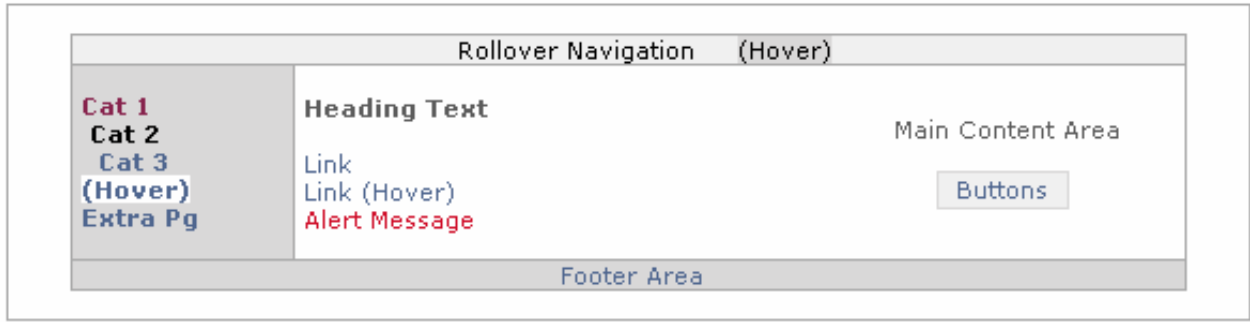 Rollover Navigation (Hover)
Cat 1
Cat 2
Cat 3
(Hover)
Extra Pg
Heading Text
Link
Link (Hover)
Alert Message
Main Content Area
Buttons
Footer Area